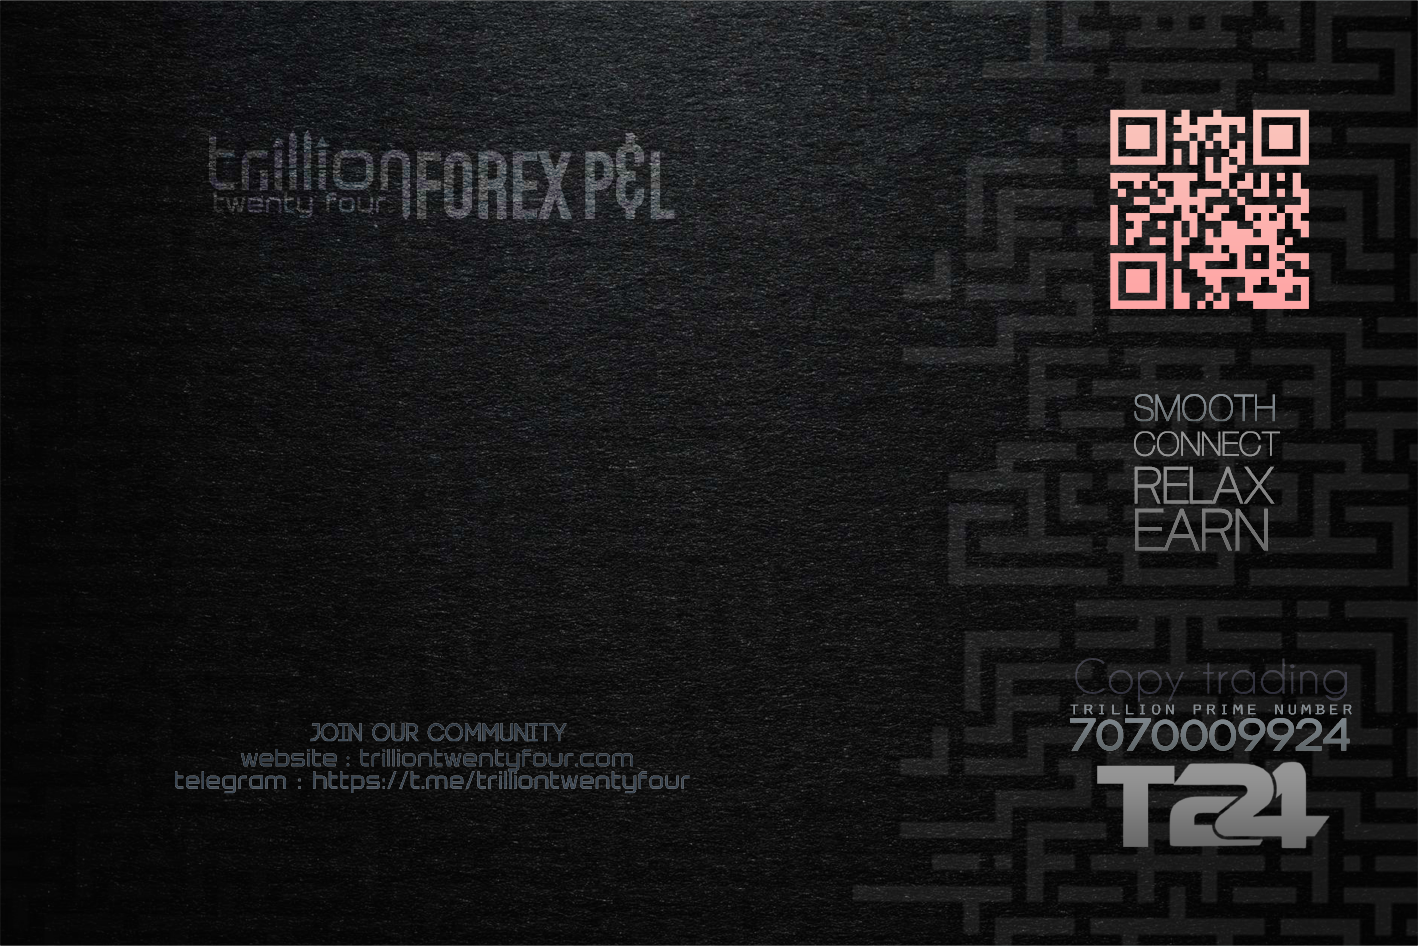 trillion FOREX P&L
twenty four
SMOOTH
CONNECT
RELAX
EARN
Copy trading
TRILLION PRIME NUMBER
7070009924
T24
JOIN OUR COMMUNITY
website : trilliontwentyfour.com
telegram : https://t.me/trilliontwentyfour